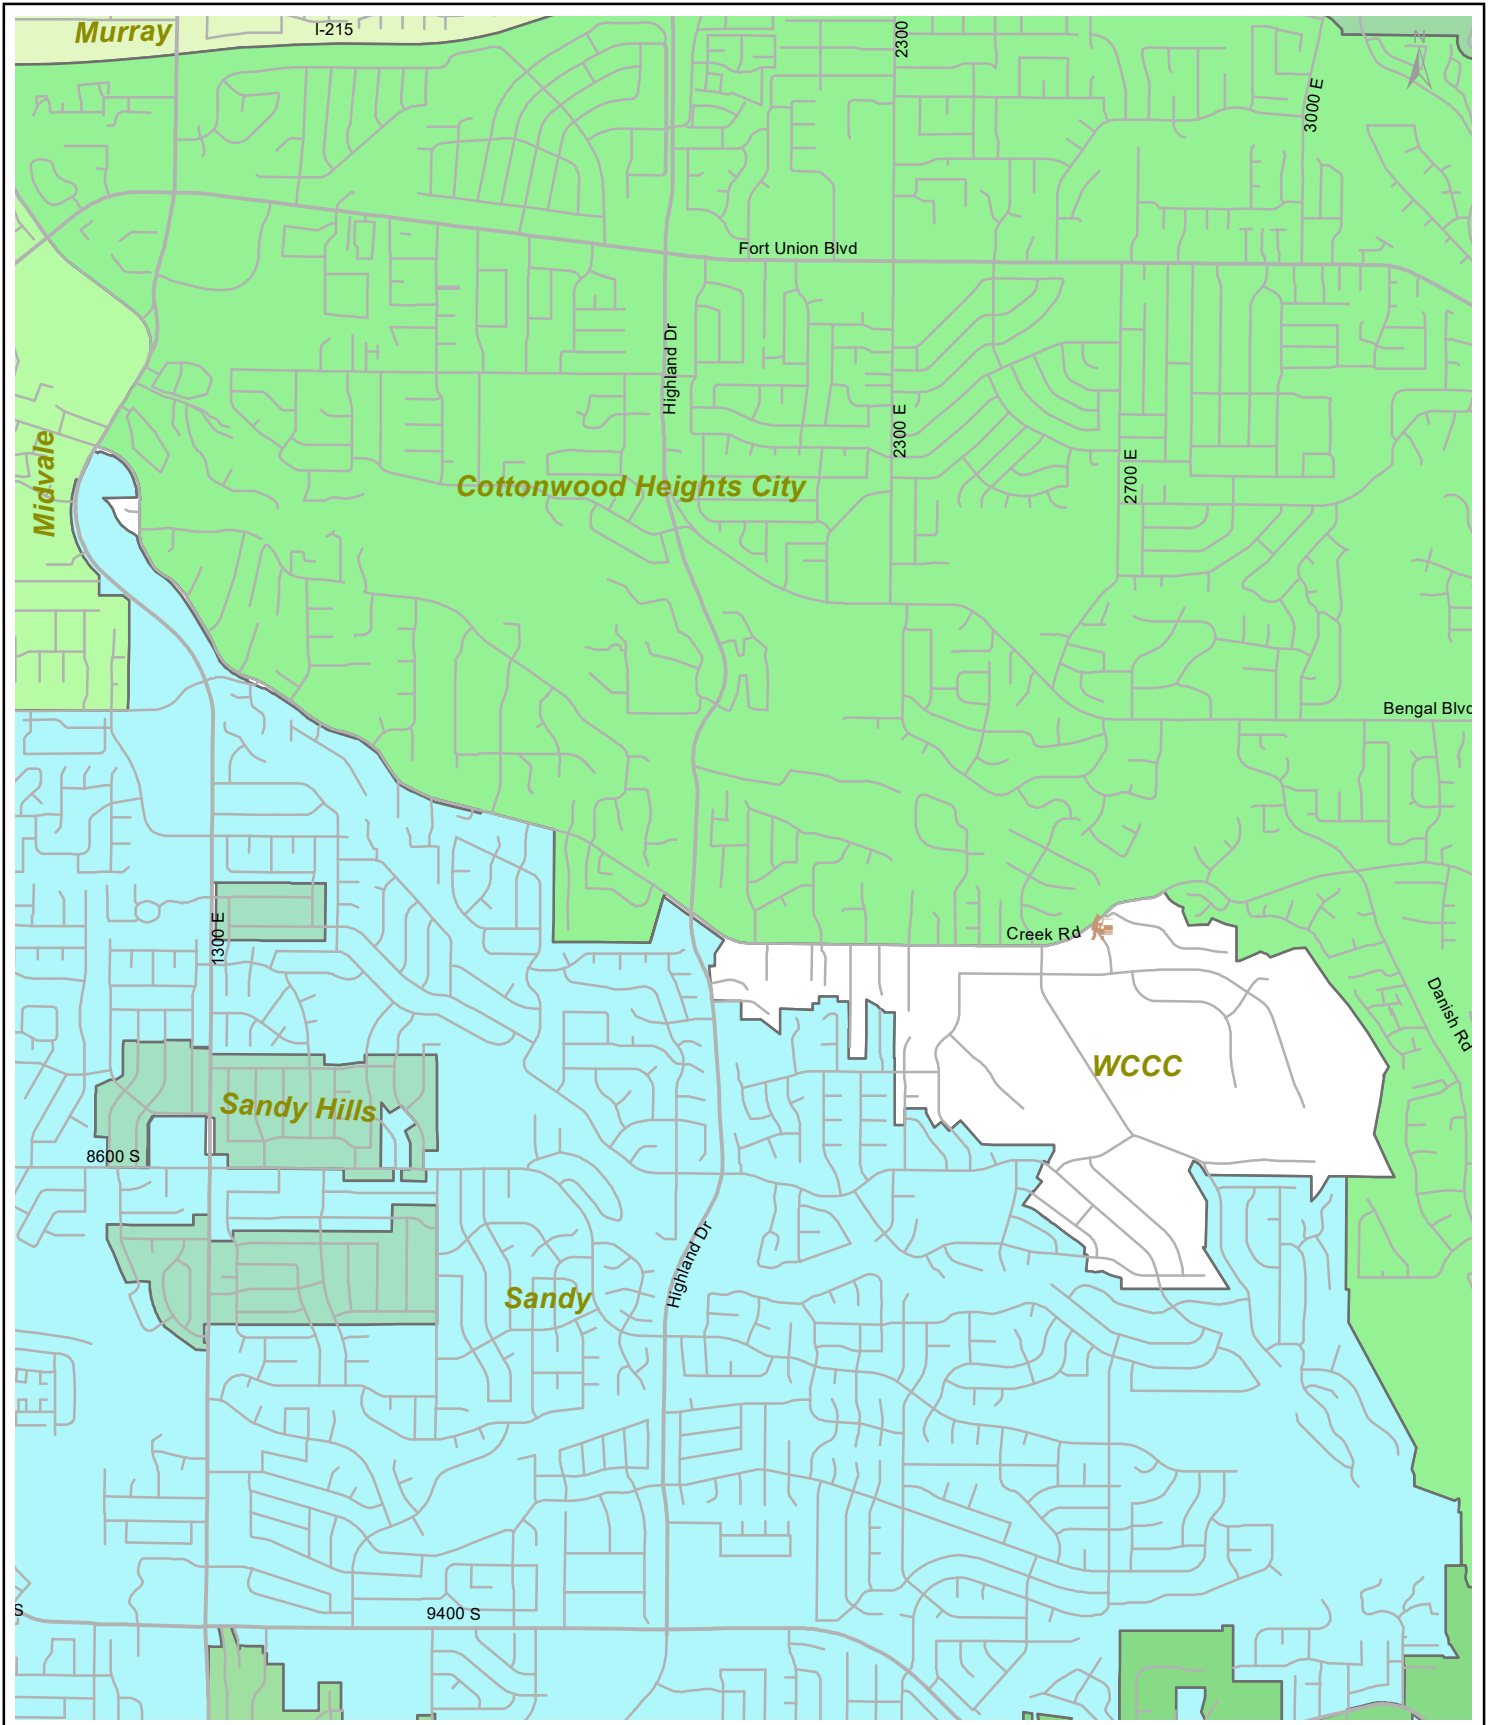 Murray
I-215
2300
N
3000 E
Fort Union Blvd
Highland Dr
2300 E
2700 E
Midvale
Cottonwood Heights City
Bengal Blvd
1300 E
Creek Rd
Danish Rd
WCCC
Sandy Hills
8600 S
Highland Dr
Sandy
S
9400 S